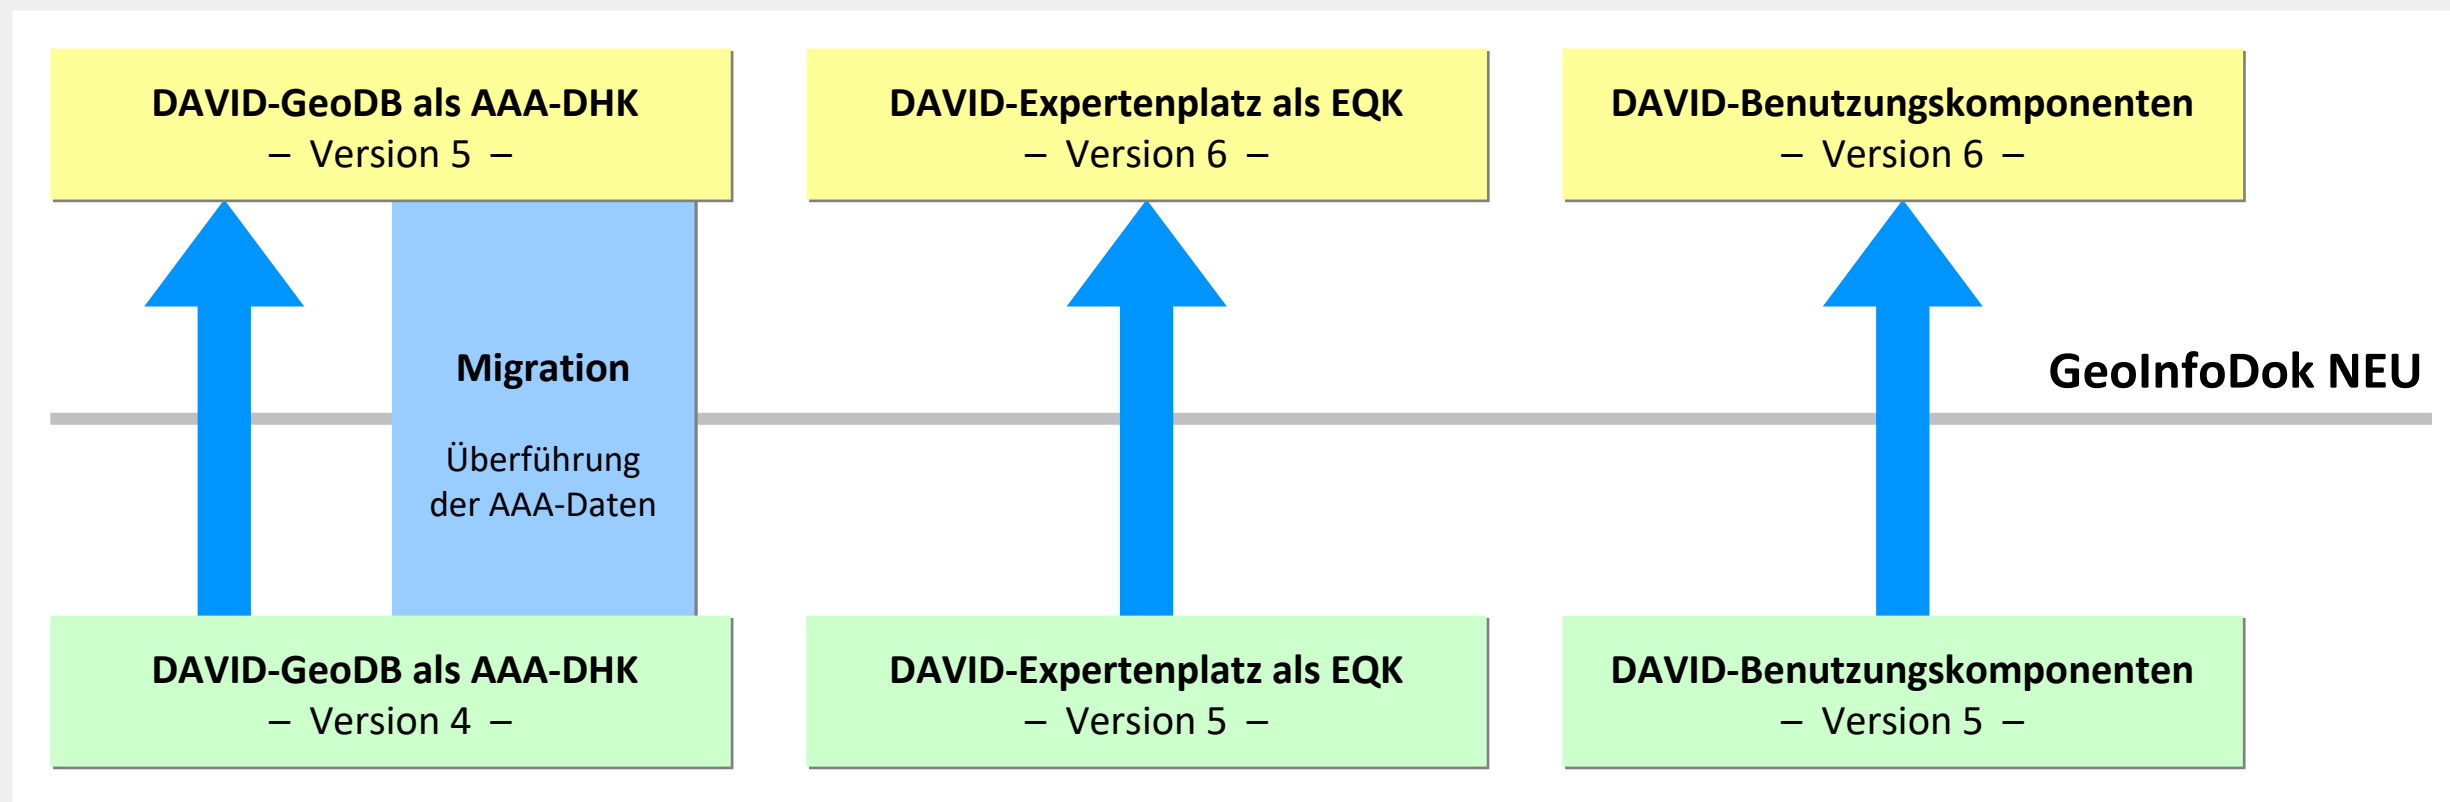 DAVID-GeoDB als AAA-DHK
– Version 5 –
DAVID-Expertenplatz als EQK
– Version 6 –
DAVID-Benutzungskomponenten
– Version 6 –
Migration
Überführung
der AAA-Daten
GeoInfoDok NEU
DAVID-GeoDB als AAA-DHK
– Version 4 –
DAVID-Expertenplatz als EQK
– Version 5 –
DAVID-Benutzungskomponenten
– Version 5 –